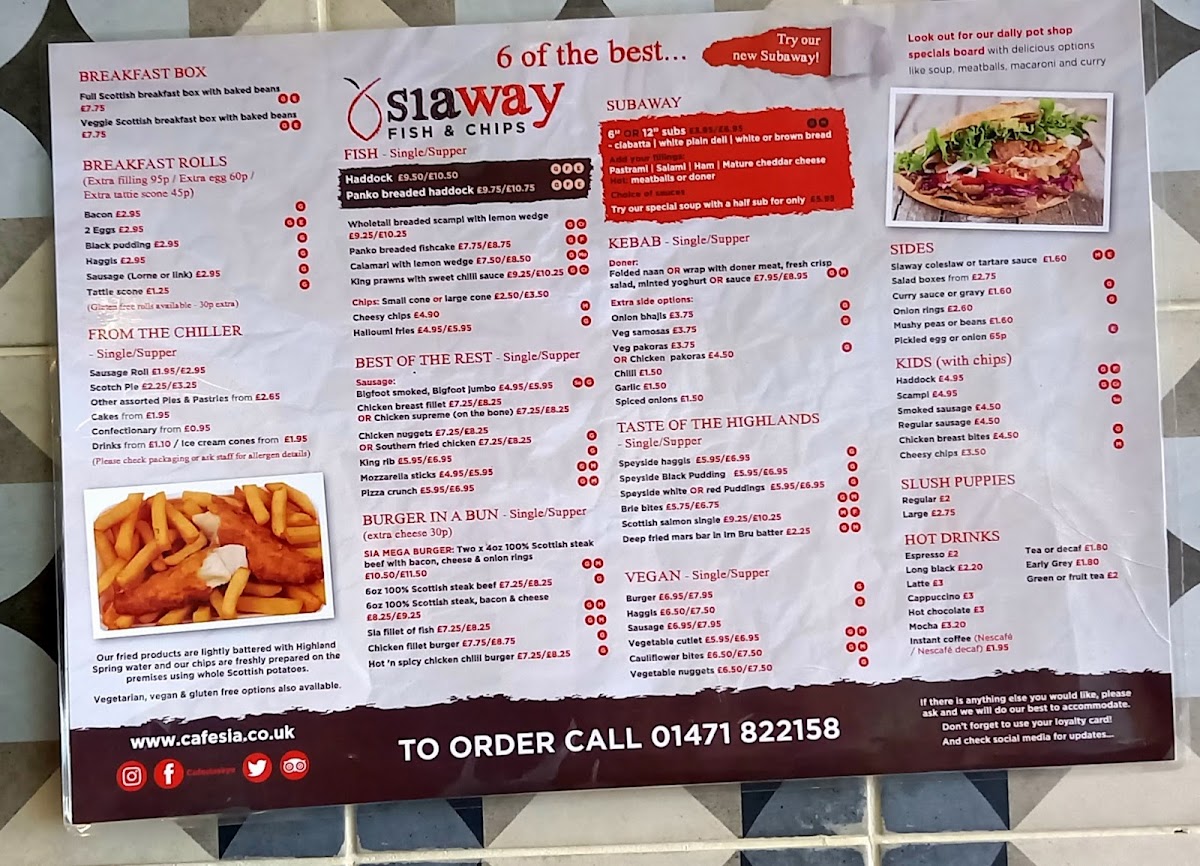 BREAKFAST BOX
Full Scottish breakfast box with baked beans
£7.75
G E
Veggie Scottish breakfast box with baked beans
£7.75
G E
BREAKFAST ROLLS
(Extra filling 95p / Extra egg 60p /
Extra tattie scone 45p)
Bacon £2.95 G
2 Eggs £2.95 G E
Black pudding £2.95 G
Haggis £2.95 G
Sausage (Lorne or link) £2.95 G
Tattie scone £1.25 G
(Gluten free rolls available - 30p extra)
FROM THE CHILLER
- Single/Supper
Sausage Roll £1.95/£2.95
Scotch Pie £2.25/£3.25
Other assorted Pies & Pastries from £2.65
Cakes from £1.95
Confectionary from £0.95
Drinks from £1.10 / Ice cream cones from £1.95
(Please check packaging or ask staff for allergen details)
Our fried products are lightly battered with Highland
Spring water and our chips are freshly prepared on the
premises using whole Scottish potatoes.
Vegetarian, vegan & gluten free options also available.
www.cafesia.co.uk
6 of the best...
Try our
new Subaway!
siaway
FISH & CHIPS
FISH - Single/Supper
Haddock £9.50/£10.50 G F E
Panko breaded haddock £9.75/£10.75 G F E
Wholetail breaded scampi with lemon wedge
£9.25/£10.25
Panko breaded fishcake £7.75/£8.75 G F
Calamari with lemon wedge £7.50/£8.50 G Mo
King prawns with sweet chilli sauce £9.25/£10.25
Chips: Small cone or large cone £2.50/£3.50
Cheesy chips £4.90 M
Halloumi fries £4.95/£5.95 G
BEST OF THE REST - Single/Supper
Sausage:
Bigfoot smoked, Bigfoot jumbo £4.95/£5.95 So G
Chicken breast fillet £7.25/£8.25
OR Chicken supreme (on the bone) £7.25/£8.25
Chicken nuggets £7.25/£8.25 G
OR Southern fried chicken £7.25/£8.25 G
King rib £5.95/£6.95
Mozzarella sticks £4.95/£5.95 G M
Pizza crunch £5.95/£6.95 G M
BURGER IN A BUN - Single/Supper
(extra cheese 30p)
SIA MEGA BURGER: Two x 4oz 100% Scottish steak
beef with bacon, cheese & onion rings G M
£10.50/£11.50
6oz 100% Scottish steak beef £7.25/£8.25 G
6oz 100% Scottish steak, bacon & cheese
£8.25/£9.25 G M
Sia fillet of fish £7.25/£8.25
Chicken fillet burger £7.75/£8.75 G
Hot 'n spicy chicken chilli burger £7.25/£8.25 G
TO ORDER CALL 01471 822158
SUBAWAY
6" OR 12" subs £3.95/£6.95 G M
- ciabatta | white plain deli | white or brown bread
Add your fillings:
Pastrami | Salami | Ham | Mature cheddar cheese
Hot: meatballs or doner
Choice of sauces
Try our special soup with a half sub for only £5.95
KEBAB - Single/Supper
Doner:
Folded naan OR wrap with doner meat, fresh crisp
salad, minted yoghurt OR sauce £7.95/£8.95 G M
Extra side options:
Onion bhajis £3.75 G
Veg samosas £3.75 G
Veg pakoras £3.75
OR Chicken pakoras £4.50 G
Chilli £1.50
Garlic £1.50
Spiced onions £1.50
TASTE OF THE HIGHLANDS
- Single/Supper
Speyside haggis £5.95/£6.95 G
Speyside Black Pudding £5.95/£6.95 G
Speyside white OR red Puddings £5.95/£6.95 G
Brie bites £5.75/£6.75 G M
Scottish salmon single £9.25/£10.25 M F
Deep fried mars bar in Irn Bru batter £2.25 G M
VEGAN - Single/Supper
Burger £6.95/£7.95 G
Haggis £6.50/£7.50 G
Sausage £6.95/£7.95
Vegetable cutlet £5.95/£6.95 G M
Cauliflower bites £6.50/£7.50 G M
Vegetable nuggets £6.50/£7.50 G
Look out for our daily pot shop
specials board with delicious options
like soup, meatballs, macaroni and curry
SIDES
Siaway coleslaw or tartare sauce £1.60 M E
Salad boxes from £2.75
Curry sauce or gravy £1.60 G
Onion rings £2.60 G
Mushy peas or beans £1.60
Pickled egg or onion 65p E
KIDS (with chips)
Haddock £4.95 G F
Scampi £4.95
Smoked sausage £4.50 So
Regular sausage £4.50
Chicken breast bites £4.50 G
Cheesy chips £3.50 M
SLUSH PUPPIES
Regular £2
Large £2.75
HOT DRINKS
Espresso £2
Long black £2.20
Latte £3
Cappuccino £3
Hot chocolate £3
Mocha £3.20
Instant coffee (Nescafé
/ Nescafé decaf) £1.95
Tea or decaf £1.80
Early Grey £1.80
Green or fruit tea £2
If there is anything else you would like, please
ask and we will do our best to accommodate.
Don't forget to use your loyalty card!
And check social media for updates...